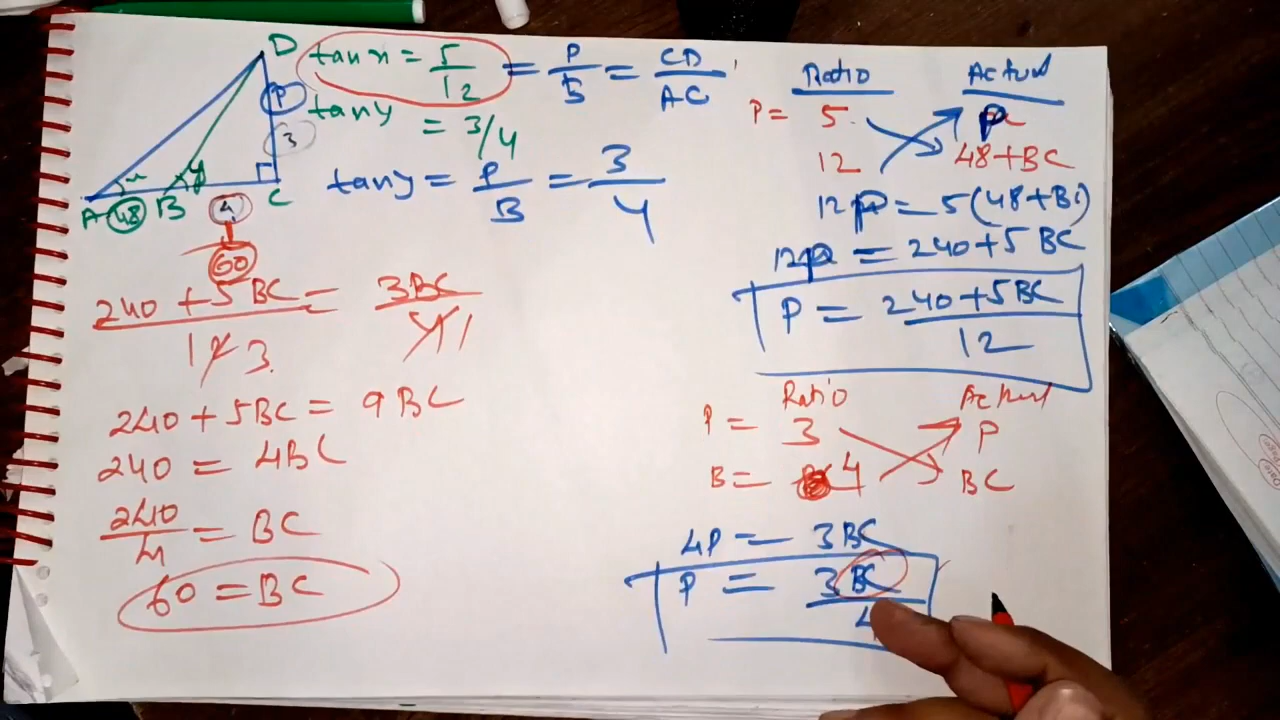 D
P
3
x y
A 48 B 4 C
60
tan x = 5/12 = P/B = CD/AC
tan y = 3/4
tan y = P/B = 3/4
Ratio Actual
P = 5 P
12 48+BC
12P = 5(48+BC)
12P = 240+5BC
P = 240+5BC/12
Ratio Actual
P = 3 P
B = 4 BC
4P = 3BC
P = 3BC/4
240+5BC/12 3 = 3BC/4 1
240+5BC = 9BC
240 = 4BC
240/4 = BC
60 = BC
Page
Date